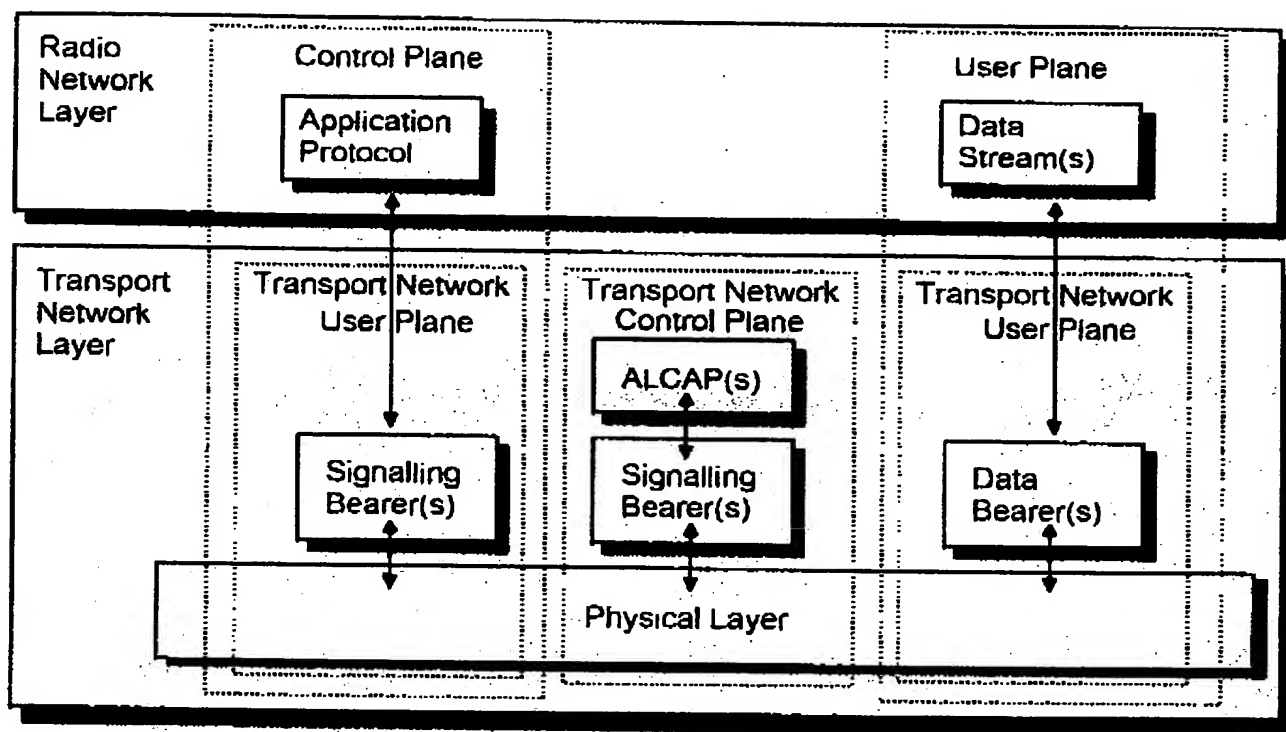 Radio
Network
Layer
Control Plane
User Plane
Application
Protocol
Data
Stream(s)
Transport
Network
Layer
Transport Network
User Plane
Transport Network
Control Plane
Transport Network
User Plane
ALCAP(s)
Signalling
Bearer(s)
Signalling
Bearer(s)
Data
Bearer(s)
Physical Layer